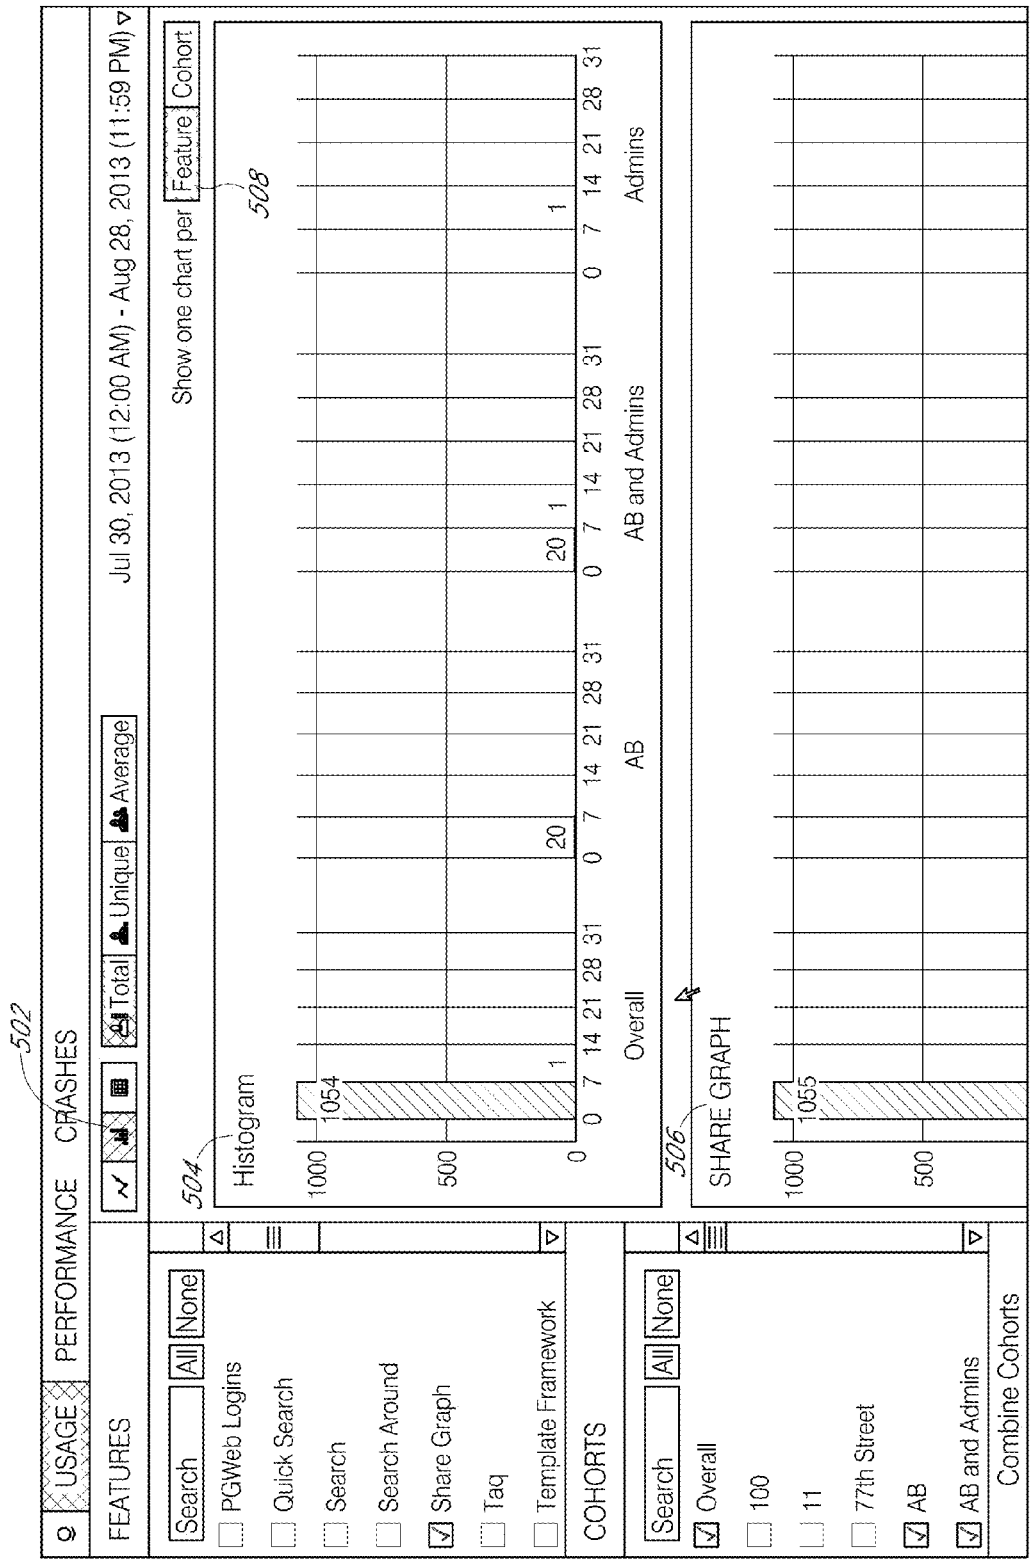 502
USAGE PERFORMANCE CRASHES
FEATURES
Total Unique Average
Jul 30, 2013 (12:00 AM) - Aug 28, 2013 (11:59 PM)
Search All None
PGWeb Logins
Quick Search
Search
Search Around
Share Graph
Taq
Template Framework
COHORTS
Search All None
Overall
100
11
77th Street
AB
AB and Admins
Combine Cohorts
Show one chart per Feature Cohort
508
504
Histogram
1000
500
0
1054 1 20 20 1 1
0 7 14 21 28 31 0 7 14 21 28 31 0 7 14 21 28 31 0 7 14 21 28 31
Overall AB AB and Admins Admins
506
SHARE GRAPH
1000
500
1055